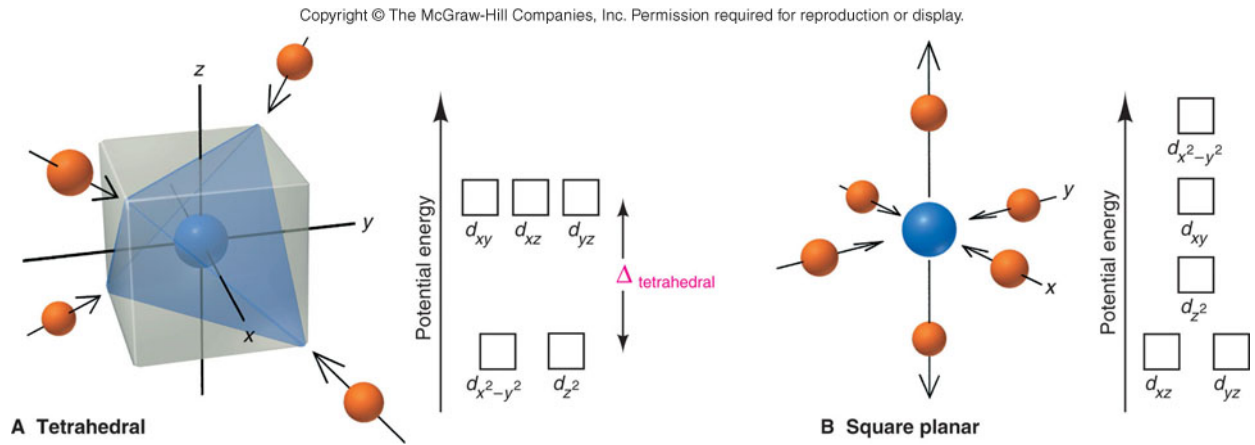 Copyright © The McGraw-Hill Companies, Inc. Permission required for reproduction or display.
z
y
x
A Tetrahedral
Potential energy
dxy dxz dyz
Δ tetrahedral
dx²−y² dz²
y
x
B Square planar
Potential energy
dx²−y²
dxy
dz²
dxz dyz